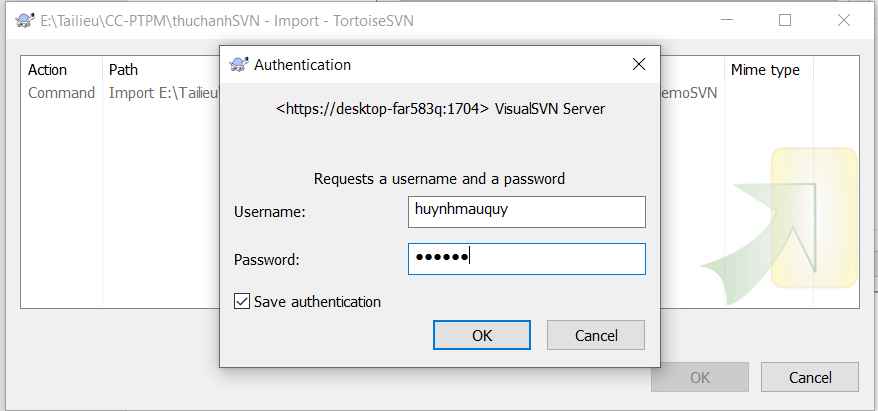 E:\Tailieu\CC-PTPM\thuchanhSVN - Import - TortoiseSVN
Action Path Mime type
Command Import E:\Tailieu\ emoSVN
Authentication
<https://desktop-far583q:1704> VisualSVN Server
Requests a username and a password
Username: huynhmauquy
Password: ●●●●●●
Save authentication
OK Cancel
OK Cancel